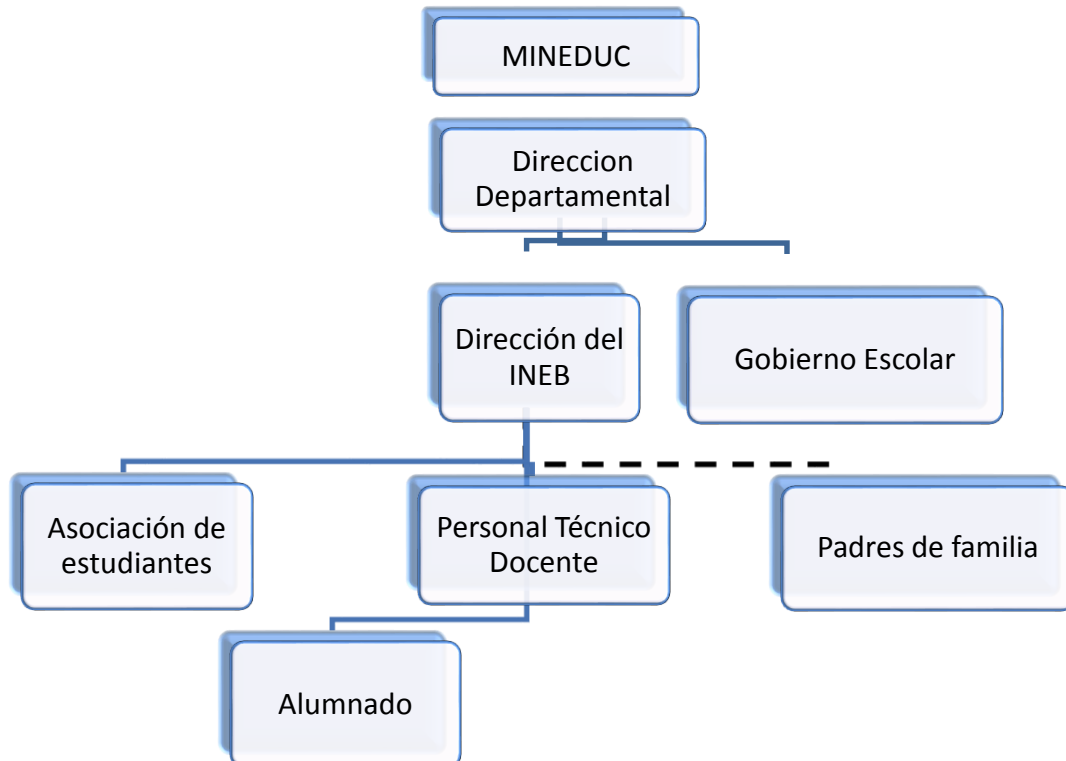 MINEDUC
Direccion
Departamental
Dirección del
INEB
Gobierno Escolar
Asociación de
estudiantes
Personal Técnico
Docente
Padres de familia
Alumnado